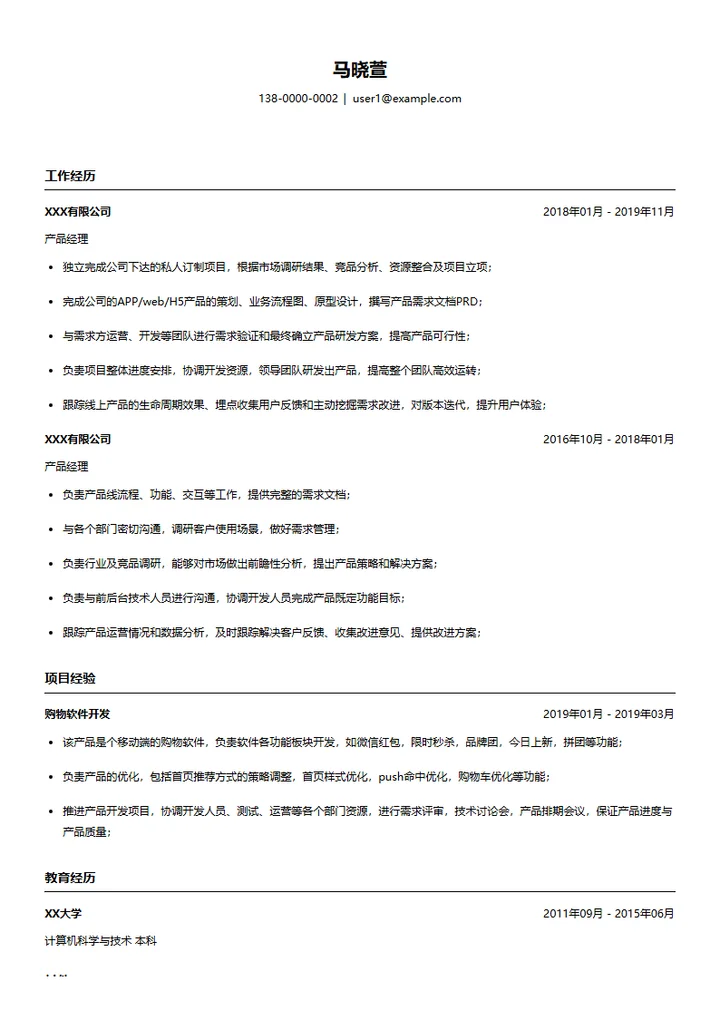 马晓萱
138-0000-0002 | user1@example.com
工作经历
XXX有限公司 2018年01月 - 2019年11月
产品经理
• 独立完成公司下达的私人订制项目，根据市场调研结果、竞品分析、资源整合及项目立项；
• 完成公司的APP/web/H5产品的策划、业务流程图、原型设计，撰写产品需求文档PRD；
• 与需求方运营、开发等团队进行需求验证和最终确立产品研发方案，提高产品可行性；
• 负责项目整体进度安排，协调开发资源，领导团队研发出产品，提高整个团队高效运转；
• 跟踪线上产品的生命周期效果、埋点收集用户反馈和主动挖掘需求改进，对版本迭代，提升用户体验；
XXX有限公司 2016年10月 - 2018年01月
产品经理
• 负责产品线流程、功能、交互等工作，提供完整的需求文档；
• 与各个部门密切沟通，调研客户使用场景，做好需求管理；
• 负责行业及竞品调研，能够对市场做出前瞻性分析，提出产品策略和解决方案；
• 负责与前后台技术人员进行沟通，协调开发人员完成产品既定功能目标；
• 跟踪产品运营情况和数据分析，及时跟踪解决客户反馈、收集改进意见、提供改进方案；
项目经验
购物软件开发 2019年01月 - 2019年03月
• 该产品是个移动端的购物软件，负责软件各功能板块开发，如微信红包，限时秒杀，品牌团，今日上新，拼团等功能；
• 负责产品的优化，包括首页推荐方式的策略调整，首页样式优化，push命中优化，购物车优化等功能；
• 推进产品开发项目，协调开发人员、测试、运营等各个部门资源，进行需求评审，技术讨论会，产品排期会议，保证产品进度与
产品质量；
教育经历
XX大学 2011年09月 - 2015年06月
计算机科学与技术 本科